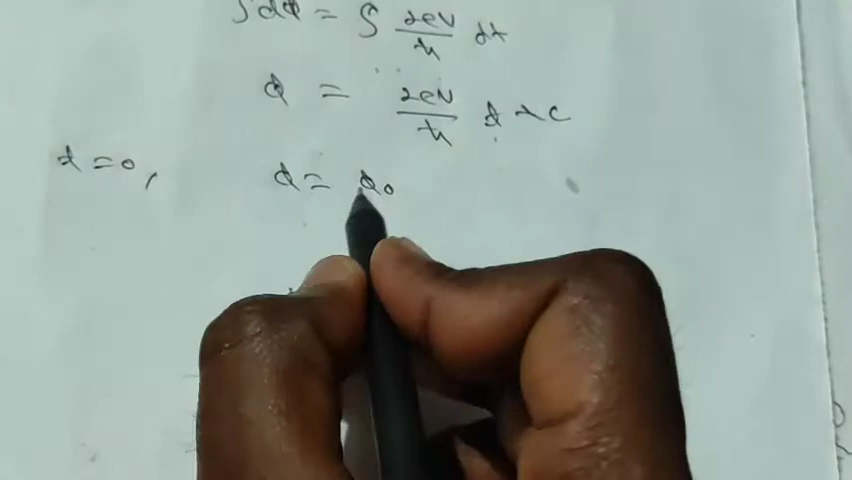 ∫dφ = ∫ 2eV/ħ dt
φ = 2eV/ħ t + C
t = 0, φ = φ₀